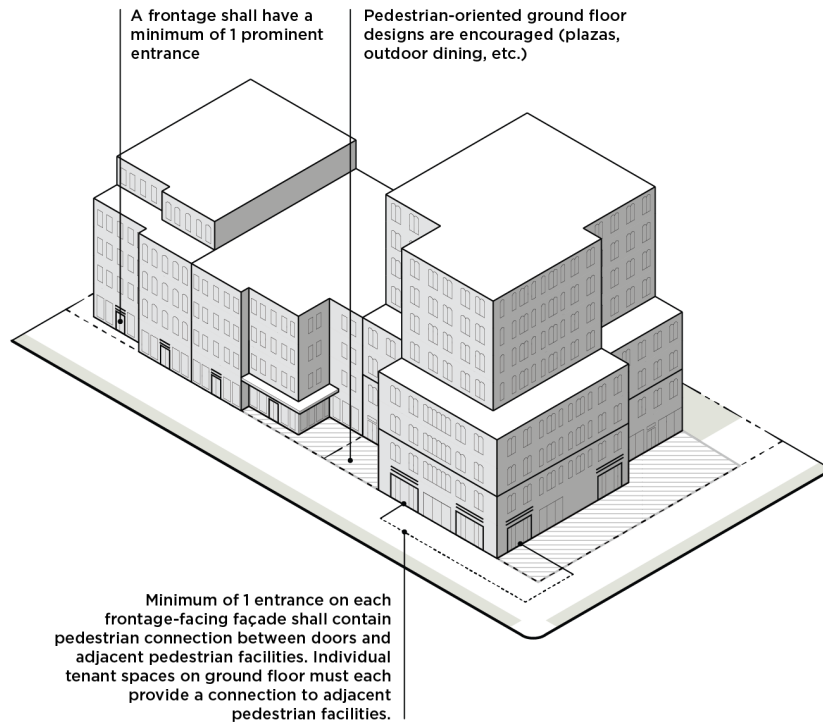 A frontage shall have a
minimum of 1 prominent
entrance
Pedestrian-oriented ground floor
designs are encouraged (plazas,
outdoor dining, etc.)
Minimum of 1 entrance on each
frontage-facing façade shall contain
pedestrian connection between doors and
adjacent pedestrian facilities. Individual
tenant spaces on ground floor must each
provide a connection to adjacent
pedestrian facilities.